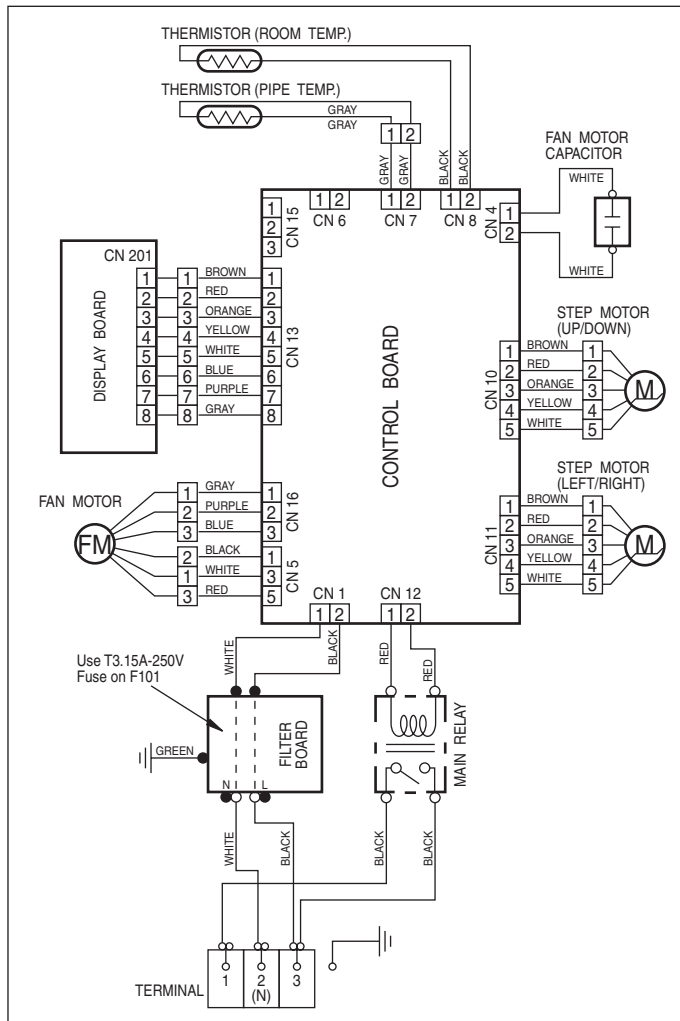 THERMISTOR (ROOM TEMP.)
THERMISTOR (PIPE TEMP.)
GRAY
GRAY
1 2
GRAY
GRAY
BLACK
BLACK
FAN MOTOR
CAPACITOR
WHITE
WHITE
1 2
CN 6
1 2
CN 7
1 2
CN 8
CN 4
1
2
1
2
3
CN 15
DISPLAY BOARD
CN 201
1 1 BROWN 1
2 2 RED 2
3 3 ORANGE 3
4 4 YELLOW 4
5 5 WHITE 5
6 6 BLUE 6
7 7 PURPLE 7
8 8 GRAY 8
CN 13
CONTROL BOARD
STEP MOTOR
(UP/DOWN)
CN 10
1 BROWN 1
2 RED 2
3 ORANGE 3
4 YELLOW 4
5 WHITE 5
M
STEP MOTOR
(LEFT/RIGHT)
CN 11
1 BROWN 1
2 RED 2
3 ORANGE 3
4 YELLOW 4
5 WHITE 5
M
FAN MOTOR
FM
1 GRAY 1
2 PURPLE 2
3 BLUE 3
CN 16
2 BLACK 1
1 WHITE 3
3 RED 5
CN 5
CN 1
1 2
CN 12
1 2
WHITE
BLACK
RED
RED
Use T3.15A-250V
Fuse on F101
GREEN
FILTER
BOARD
N L
MAIN RELAY
WHITE
BLACK
BLACK
BLACK
TERMINAL
1 2 3
(N)